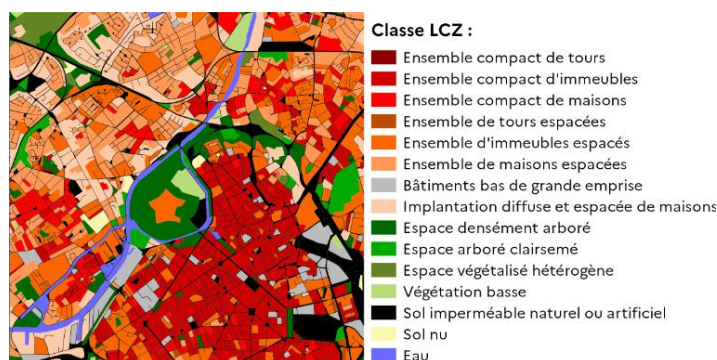 Classe LCZ :
Ensemble compact de tours
Ensemble compact d'immeubles
Ensemble compact de maisons
Ensemble de tours espacées
Ensemble d'immeubles espacés
Ensemble de maisons espacées
Bâtiments bas de grande emprise
Implantation diffuse et espacée de maisons
Espace densément arboré
Espace arboré clairsemé
Espace végétalisé hétérogène
Végétation basse
Sol imperméable naturel ou artificiel
Sol nu
Eau